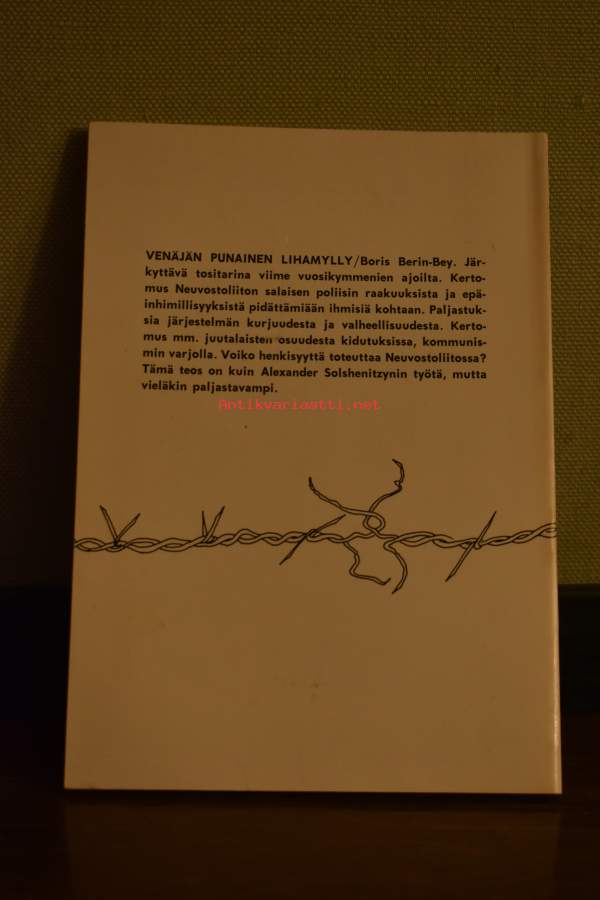 VENÄJÄN PUNAINEN LIHAMYLLY/Boris Berin-Bey. Jär-
kyttävä tositarina viime vuosikymmenien ajoilta. Kerto-
mus Neuvostoliiton salaisen poliisin raakuuksista ja epä-
inhimillisyyksistä pidättämiään ihmisiä kohtaan. Paljastuk-
sia järjestelmän kurjuudesta ja valheellisuudesta. Kerto-
mus mm. juutalaisten osuudesta kidutuksissa, kommunis-
min varjolla. Voiko henkisyyttä toteuttaa Neuvostoliitossa?
Tämä teos on kuin Alexander Solshenitzynin työtä, mutta
vieläkin paljastavampi.
Antikvariaatti.net